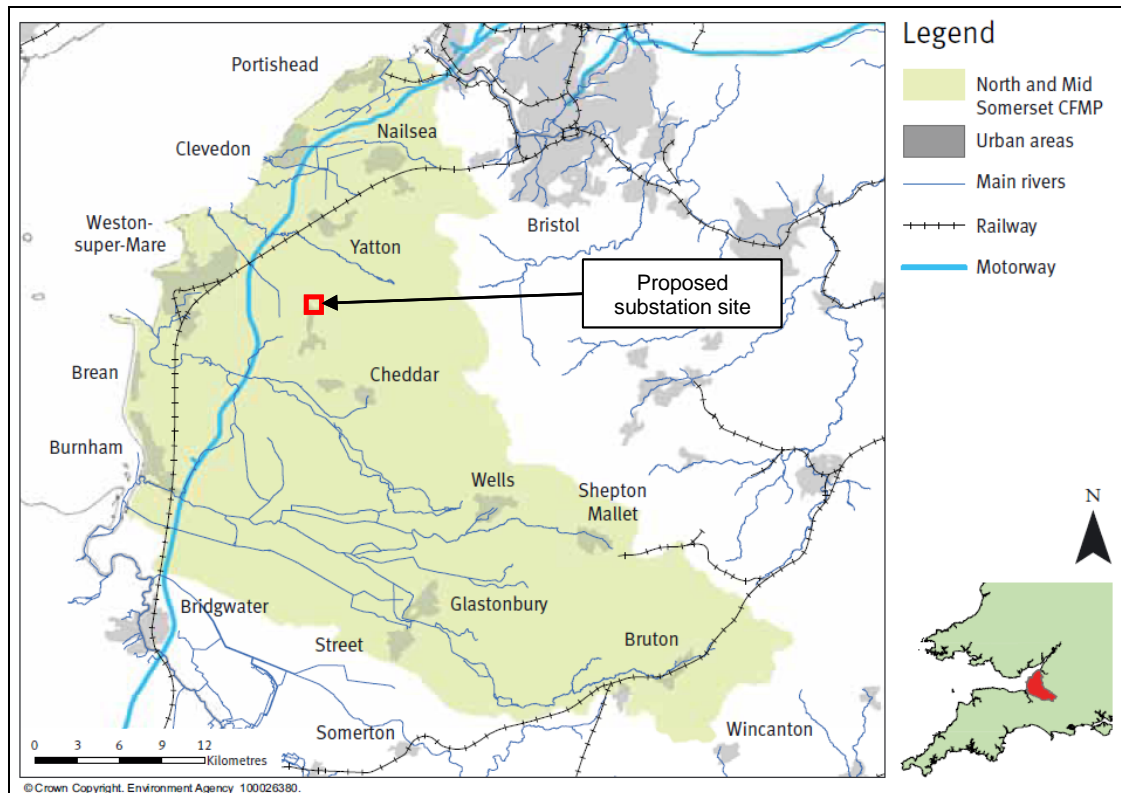 Portishead
Nailsea
Clevedon
Weston-
super-Mare
Yatton
Bristol
Proposed
substation site
Brean
Cheddar
Burnham
Wells
Shepton
Mallet
Bridgwater
Glastonbury
Street
Bruton
Somerton
Wincanton
0 3 6 9 12
Kilometres
© Crown Copyright. Environment Agency 100026380.
Legend
North and Mid
Somerset CFMP
Urban areas
Main rivers
Railway
Motorway
N